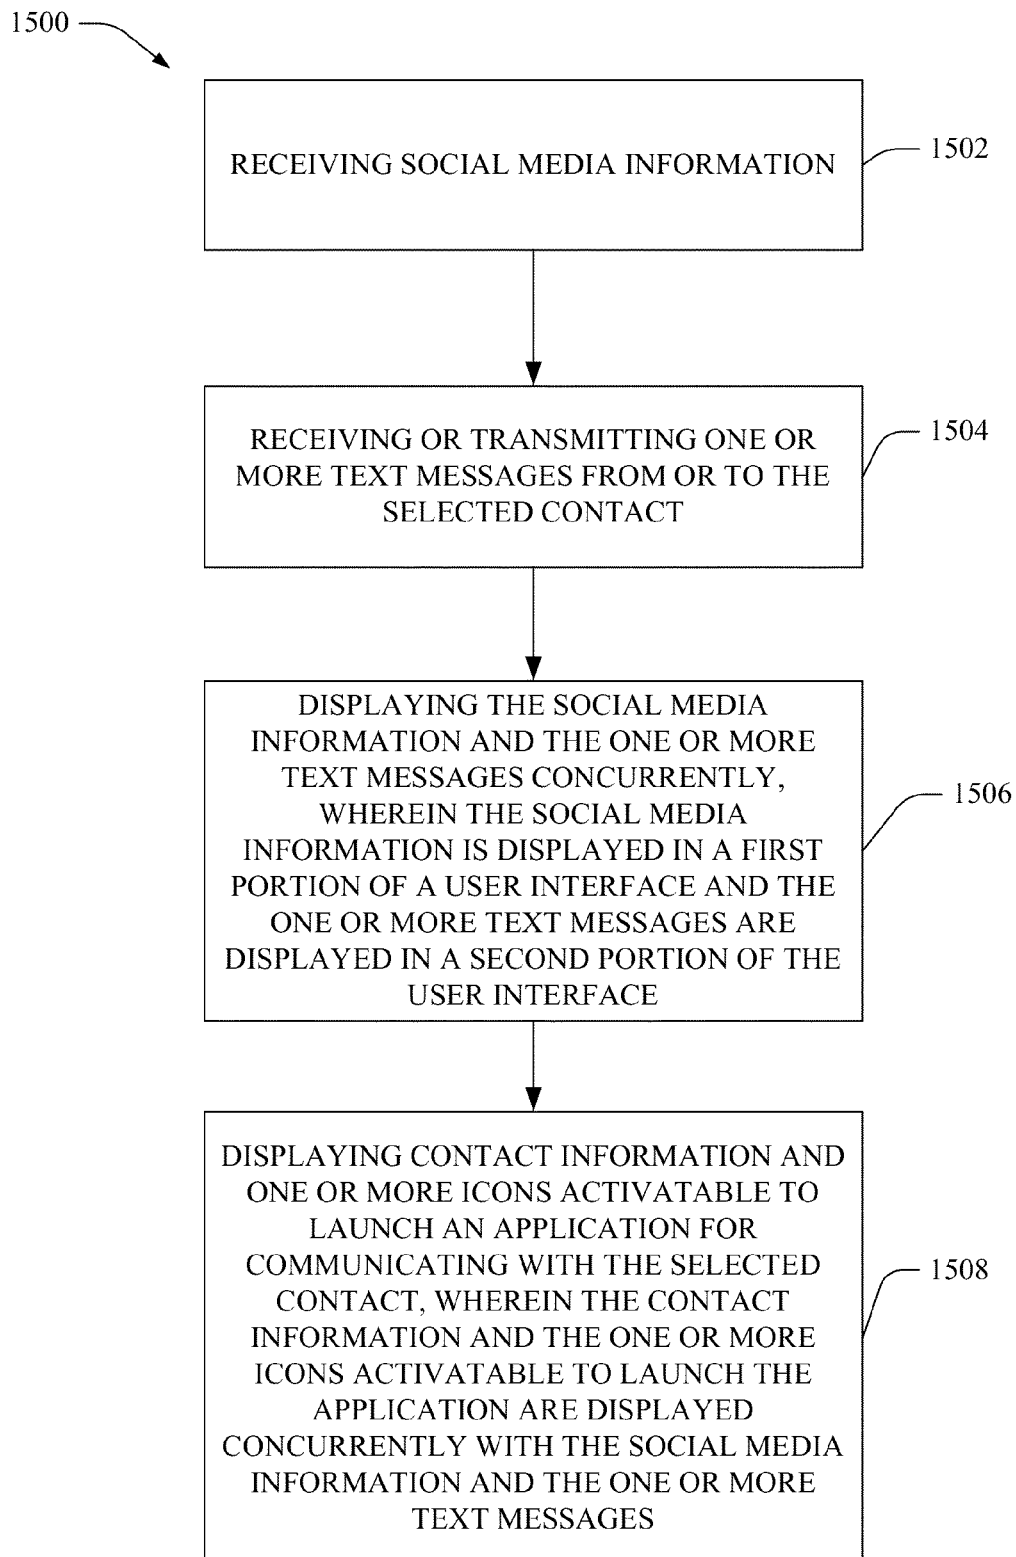 1500
RECEIVING SOCIAL MEDIA INFORMATION
1502
RECEIVING OR TRANSMITTING ONE OR
MORE TEXT MESSAGES FROM OR TO THE
SELECTED CONTACT
1504
DISPLAYING THE SOCIAL MEDIA
INFORMATION AND THE ONE OR MORE
TEXT MESSAGES CONCURRENTLY,
WHEREIN THE SOCIAL MEDIA
INFORMATION IS DISPLAYED IN A FIRST
PORTION OF A USER INTERFACE AND THE
ONE OR MORE TEXT MESSAGES ARE
DISPLAYED IN A SECOND PORTION OF THE
USER INTERFACE
1506
DISPLAYING CONTACT INFORMATION AND
ONE OR MORE ICONS ACTIVATABLE TO
LAUNCH AN APPLICATION FOR
COMMUNICATING WITH THE SELECTED
CONTACT, WHEREIN THE CONTACT
INFORMATION AND THE ONE OR MORE
ICONS ACTIVATABLE TO LAUNCH THE
APPLICATION ARE DISPLAYED
CONCURRENTLY WITH THE SOCIAL MEDIA
INFORMATION AND THE ONE OR MORE
TEXT MESSAGES
1508